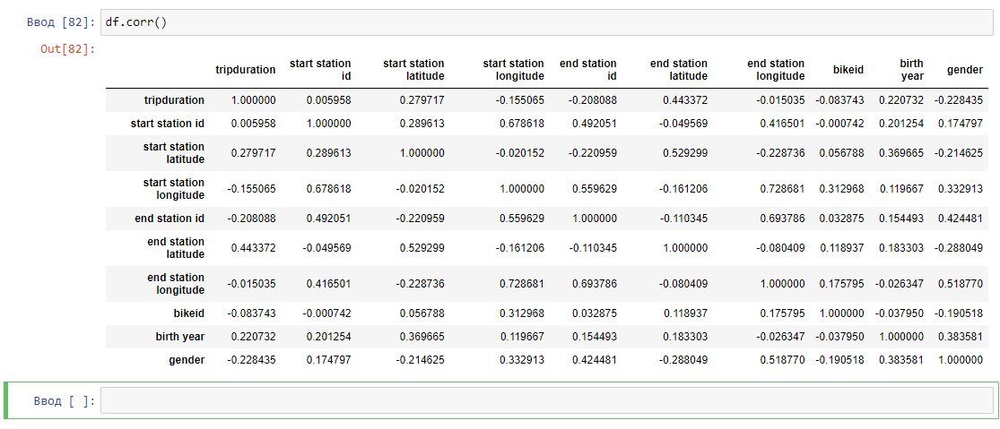 Ввод [82]: df.corr()
Out[82]:
tripduration start station id start station latitude start station longitude end station id end station latitude end station longitude bikeid birth year gender
tripduration 1.000000 0.005958 0.279717 -0.155065 -0.208088 0.443372 -0.015035 -0.083743 0.220732 -0.228435
start station id 0.005958 1.000000 0.289613 0.678618 0.492051 -0.049569 0.416501 -0.000742 0.201254 0.174797
start station latitude 0.279717 0.289613 1.000000 -0.020152 -0.220959 0.529299 -0.228736 0.056788 0.369665 -0.214625
start station longitude -0.155065 0.678618 -0.020152 1.000000 0.559629 -0.161206 0.728681 0.312968 0.119667 0.332913
end station id -0.208088 0.492051 -0.220959 0.559629 1.000000 -0.110345 0.693786 0.032875 0.154493 0.424481
end station latitude 0.443372 -0.049569 0.529299 -0.161206 -0.110345 1.000000 -0.080409 0.118937 0.183303 -0.288049
end station longitude -0.015035 0.416501 -0.228736 0.728681 0.693786 -0.080409 1.000000 0.175795 -0.026347 0.518770
bikeid -0.083743 -0.000742 0.056788 0.312968 0.032875 0.118937 0.175795 1.000000 -0.037950 -0.190518
birth year 0.220732 0.201254 0.369665 0.119667 0.154493 0.183303 -0.026347 -0.037950 1.000000 0.383581
gender -0.228435 0.174797 -0.214625 0.332913 0.424481 -0.288049 0.518770 -0.190518 0.383581 1.000000
Ввод [ ]: